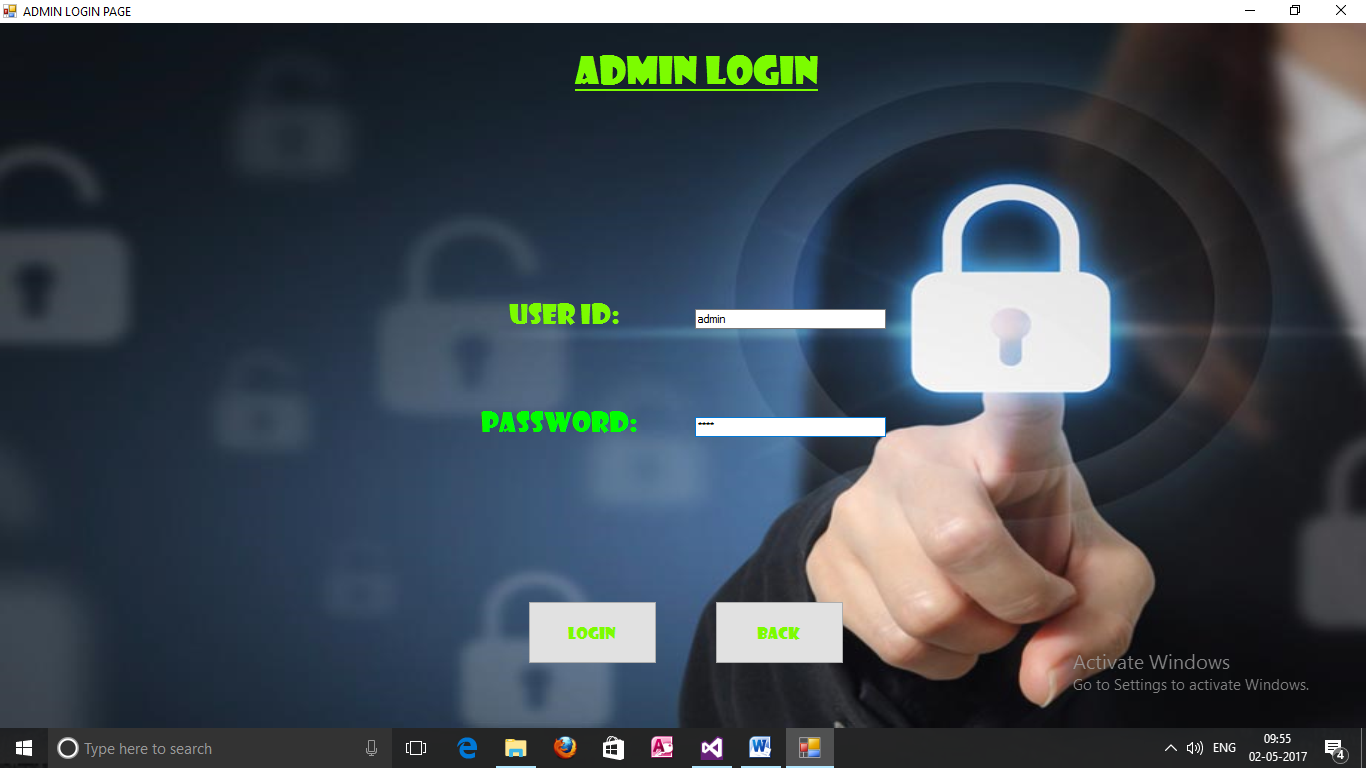 ADMIN LOGIN PAGE
ADMIN LOGIN
USER ID:
admin
PASSWORD:
****
LOGIN
BACK
Activate Windows
Go to Settings to activate Windows.
Type here to search
ENG
09:55
02-05-2017
4